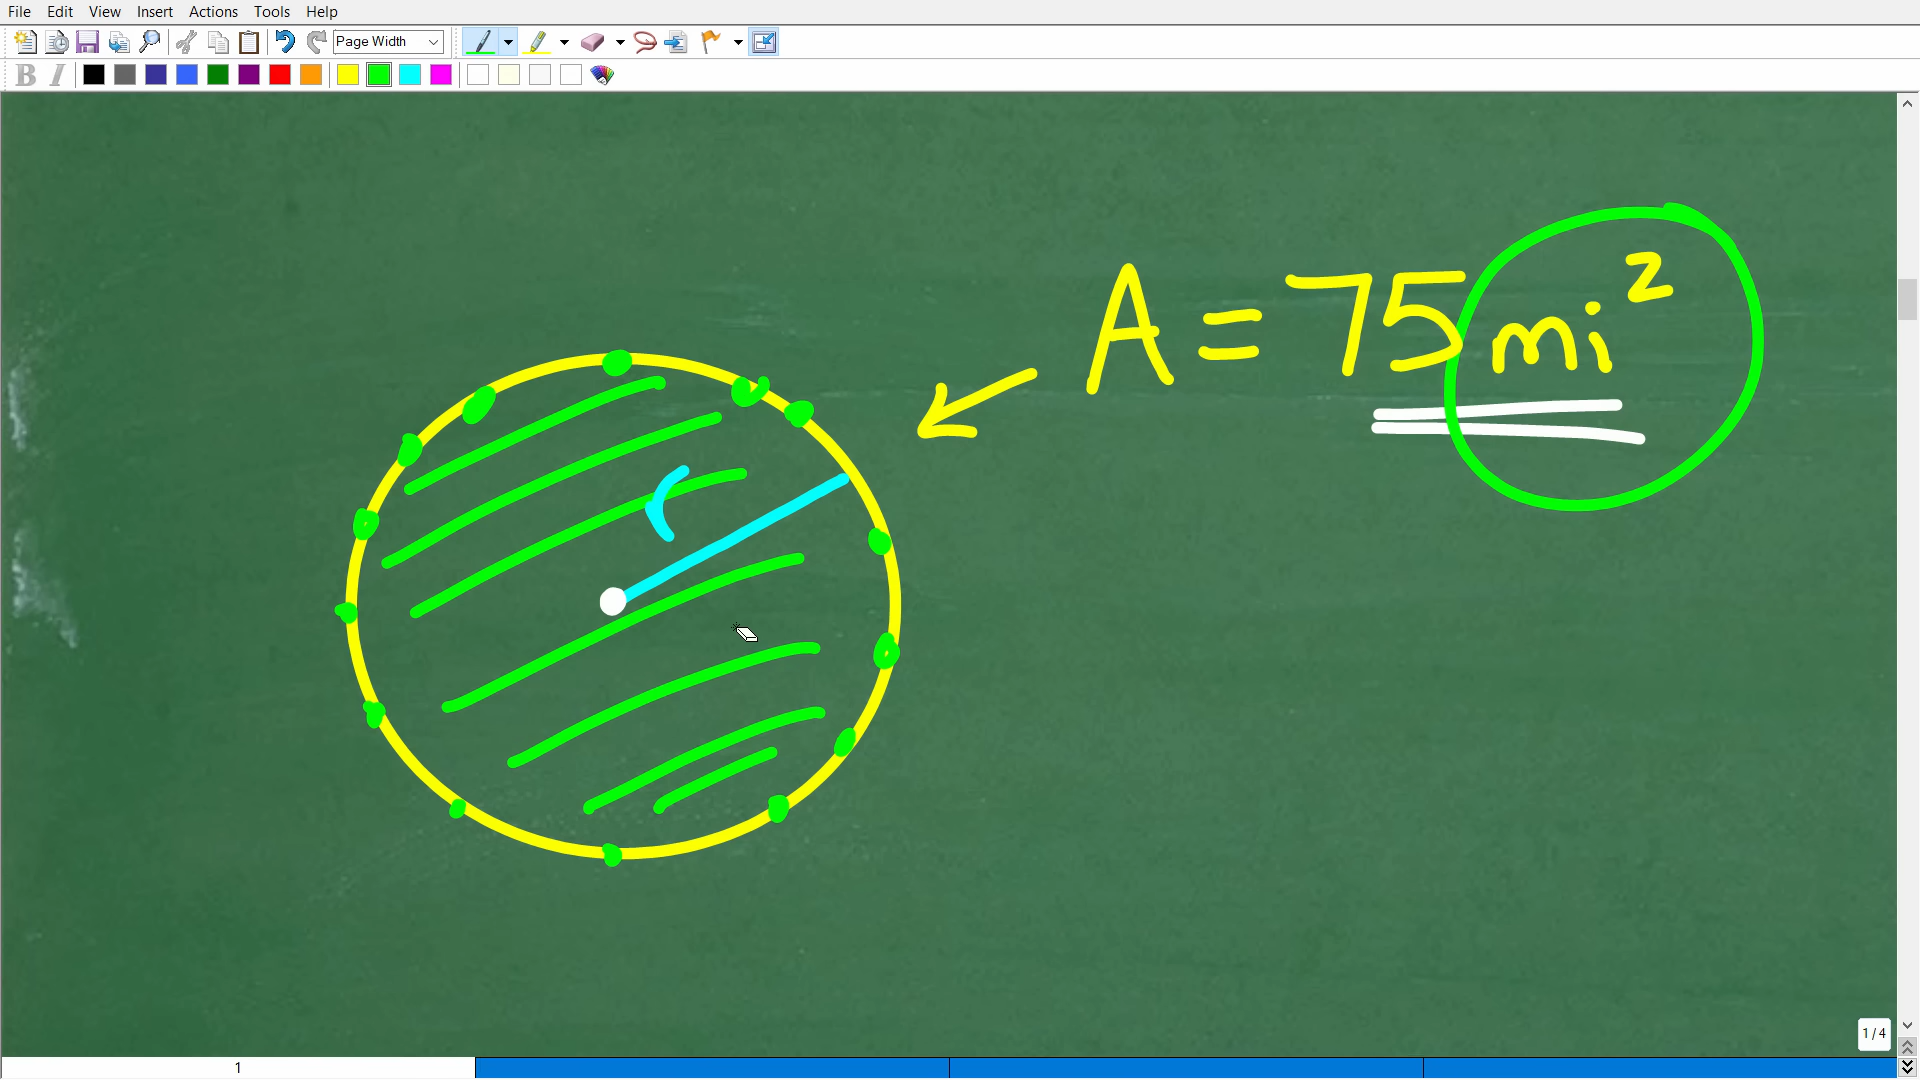 File Edit View Insert Actions Tools Help
Page Width
B I
A = 75 mi²
r
1 / 4
1